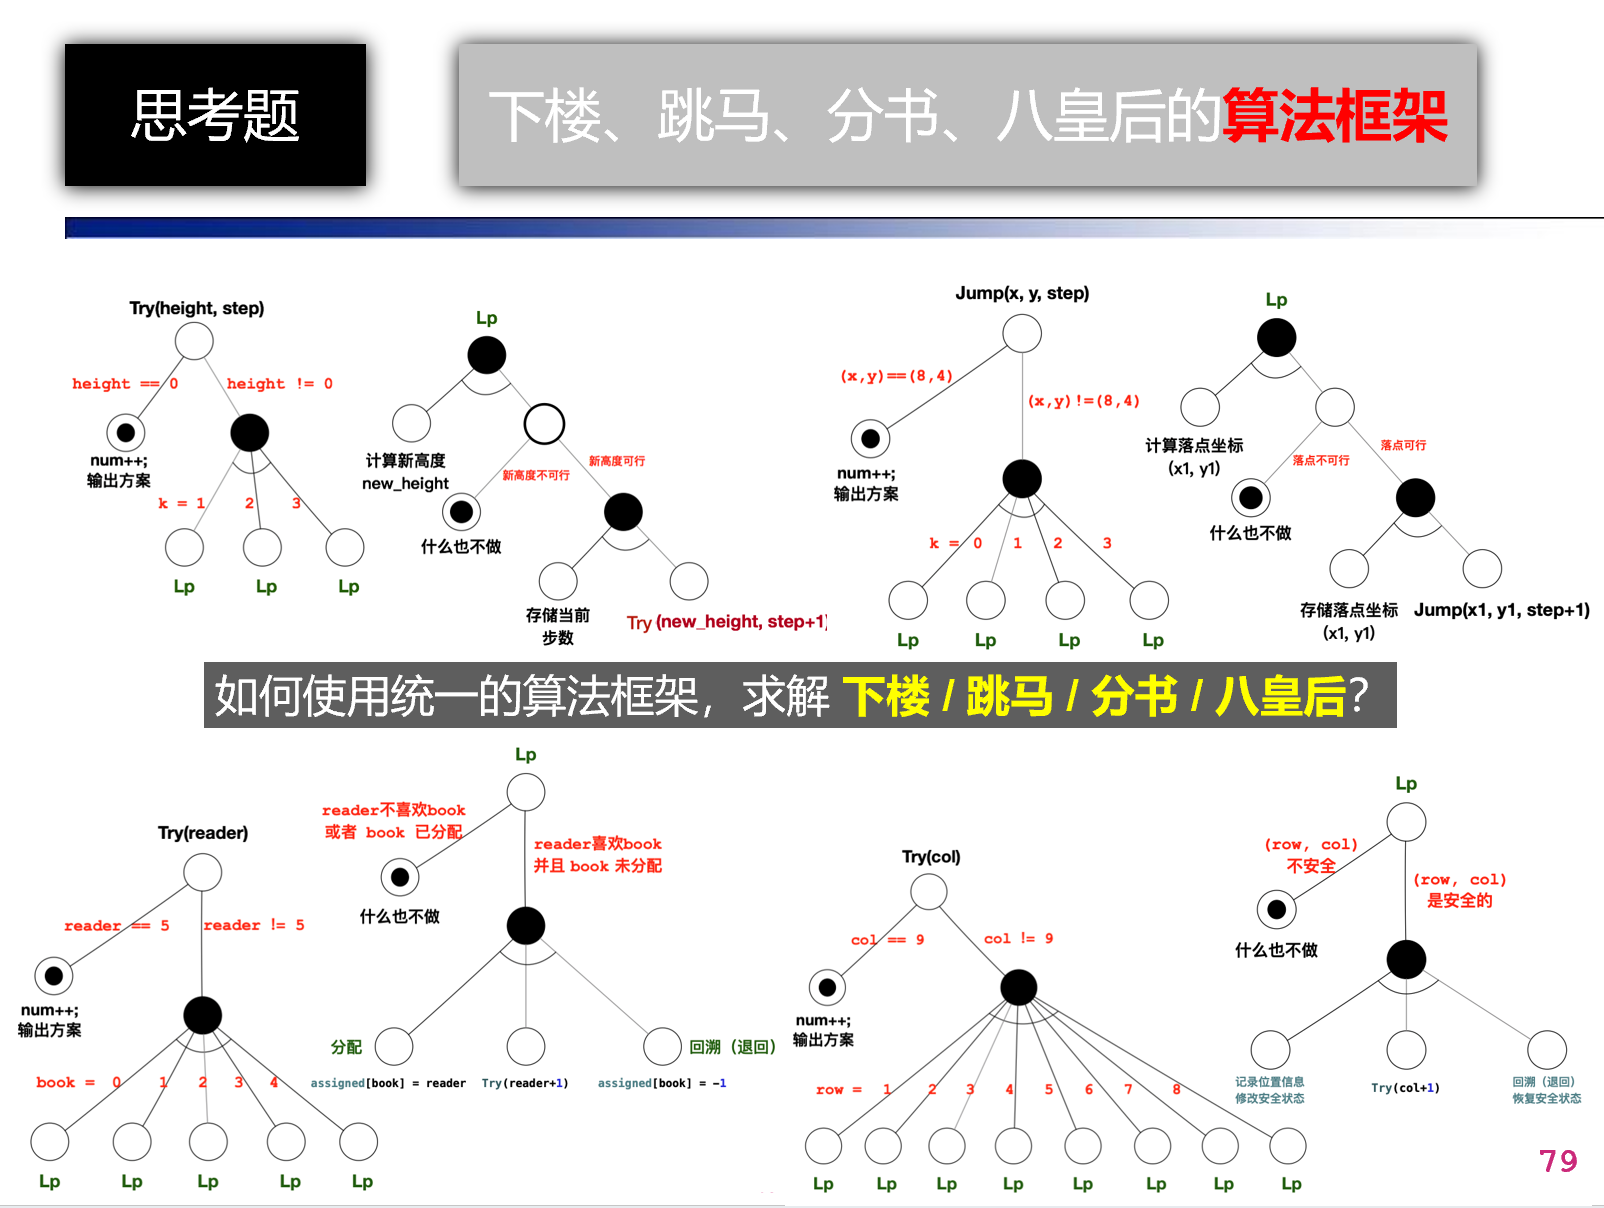 思考题
下楼、跳马、分书、八皇后的算法框架
Try(height, step)
height == 0
height != 0
num++;
输出方案
k = 1
2
3
Lp
Lp
Lp
Lp
计算新高度
new_height
新高度不可行
新高度可行
什么也不做
存储当前
步数
Try (new_height, step+1)
Jump(x, y, step)
(x,y)==(8,4)
(x,y)!=(8,4)
num++;
输出方案
k = 0
1
2
3
Lp
Lp
Lp
Lp
Lp
计算落点坐标
(x1, y1)
落点不可行
落点可行
什么也不做
存储落点坐标
(x1, y1)
Jump(x1, y1, step+1)
如何使用统一的算法框架，求解 下楼 / 跳马 / 分书 / 八皇后？
Try(reader)
reader == 5
reader != 5
num++;
输出方案
book = 0
1
2
3
4
Lp
Lp
Lp
Lp
Lp
Lp
reader不喜欢book
或者 book 已分配
reader喜欢book
并且 book 未分配
什么也不做
分配
回溯（退回）
assigned[book] = reader
Try(reader+1)
assigned[book] = -1
Try(col)
col == 9
col != 9
num++;
输出方案
row = 1
2
3
4
5
6
7
8
Lp
Lp
Lp
Lp
Lp
Lp
Lp
Lp
Lp
(row, col)
不安全
(row, col)
是安全的
什么也不做
记录位置信息
修改安全状态
Try(col+1)
回溯（退回）
恢复安全状态
79